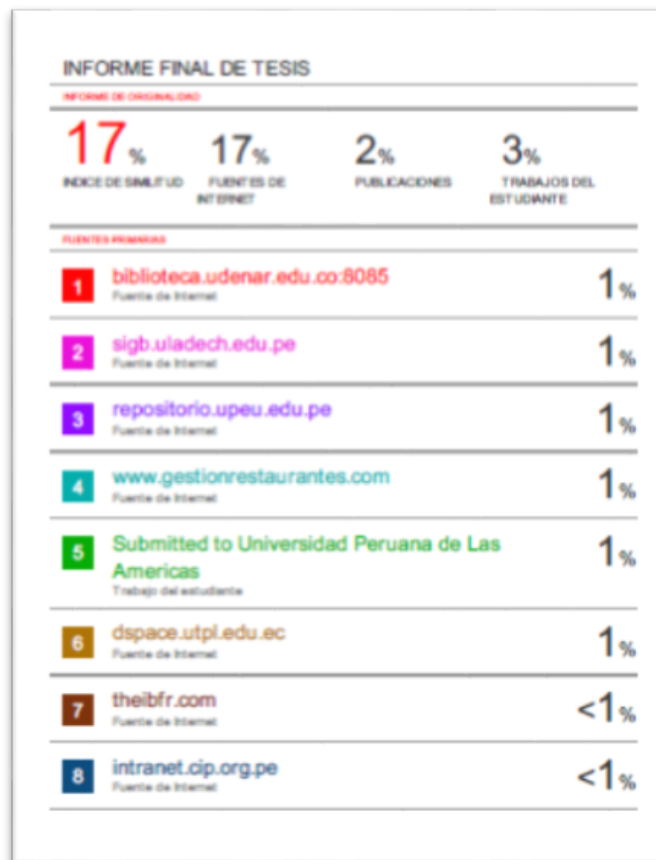 INFORME FINAL DE TESIS
INFORME DE ORIGINALIDAD
17% 17% 2% 3%
INDICE DE SIMILITUD FUENTES DE INTERNET PUBLICACIONES TRABAJOS DEL ESTUDIANTE
FUENTES PRIMARIAS
1 biblioteca.udenar.edu.co:8085 1%
Fuente de Internet
2 sigb.uladech.edu.pe 1%
Fuente de Internet
3 repositorio.upeu.edu.pe 1%
Fuente de Internet
4 www.gestionrestaurantes.com 1%
Fuente de Internet
5 Submitted to Universidad Peruana de Las 1%
Americas
Trabajo del estudiante
6 dspace.utpl.edu.ec 1%
Fuente de Internet
7 theibfr.com <1%
Fuente de Internet
8 intranet.cip.org.pe <1%
Fuente de Internet